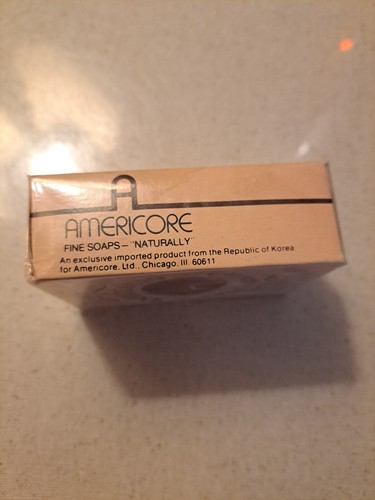 A
AMERICORE
FINE SOAPS – "NATURALLY"
An exclusive imported product from the Republic of Korea
for Americore, Ltd., Chicago, Ill. 60611